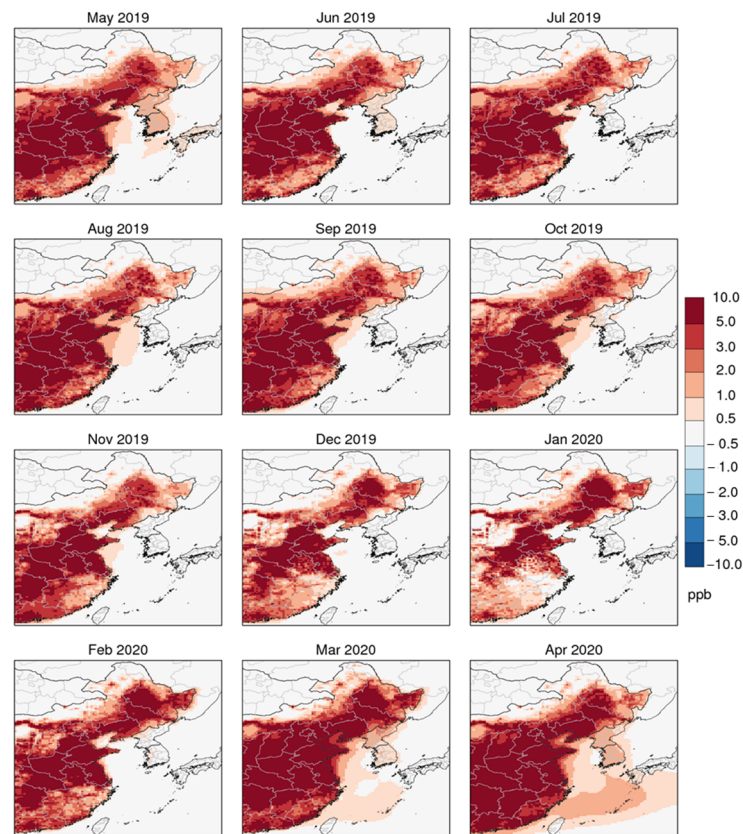 May 2019
Jun 2019
Jul 2019
Aug 2019
Sep 2019
Oct 2019
Nov 2019
Dec 2019
Jan 2020
Feb 2020
Mar 2020
Apr 2020
10.0
5.0
3.0
2.0
1.0
0.5
– 0.5
– 1.0
– 2.0
– 3.0
– 5.0
–10.0
ppb